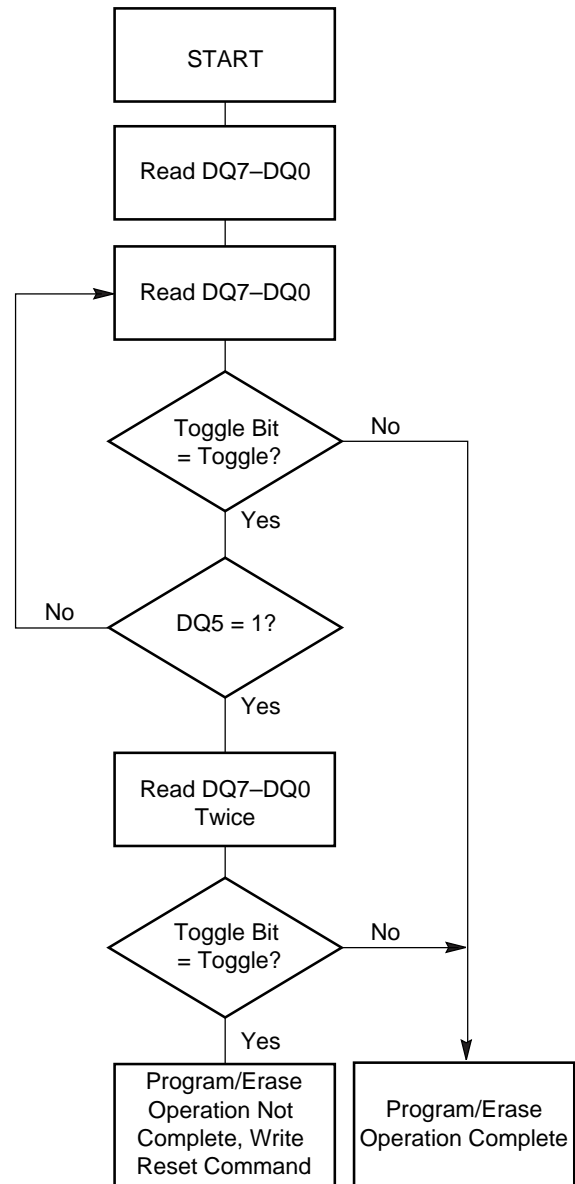 START
Read DQ7–DQ0
Read DQ7–DQ0
Toggle Bit
= Toggle?
No
Yes
No
DQ5 = 1?
Yes
Read DQ7–DQ0
Twice
Toggle Bit
= Toggle?
No
Yes
Program/Erase
Operation Not
Complete, Write
Reset Command
Program/Erase
Operation Complete